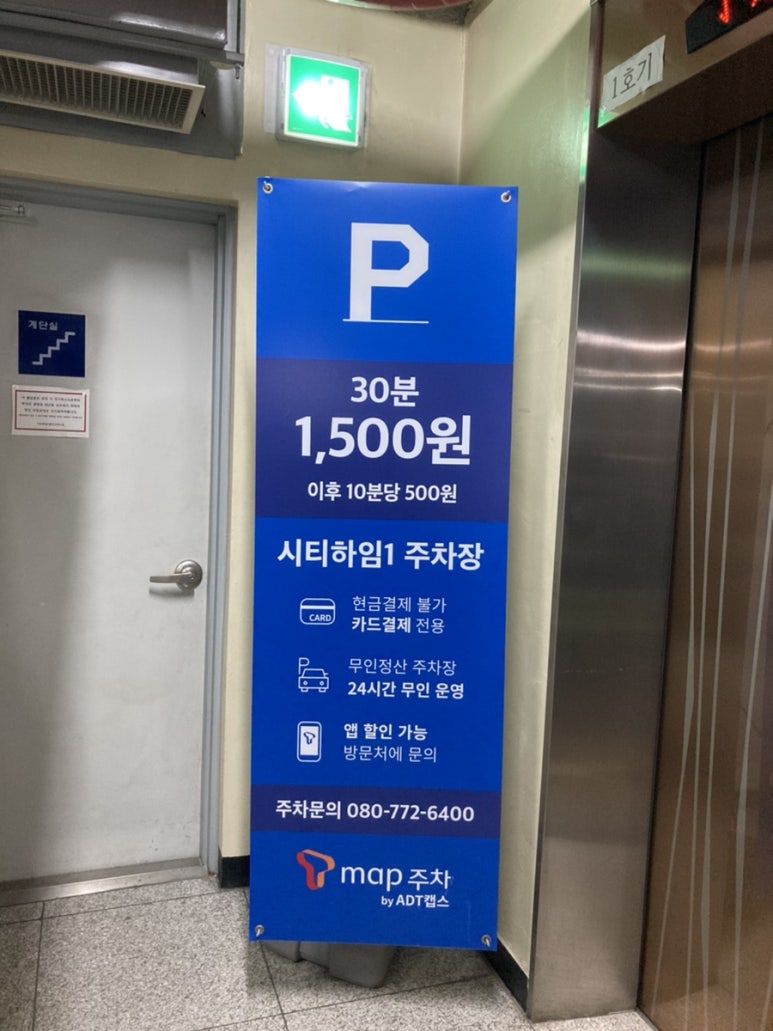 1호기
계단실
P
30분
1,500원
이후 10분당 500원
시티하임1 주차장
CARD
현금결제 불가
카드결제 전용
P
무인정산 주차장
24시간 무인 운영
앱 할인 가능
방문처에 문의
주차문의 080-772-6400
map 주차
by ADT캡스